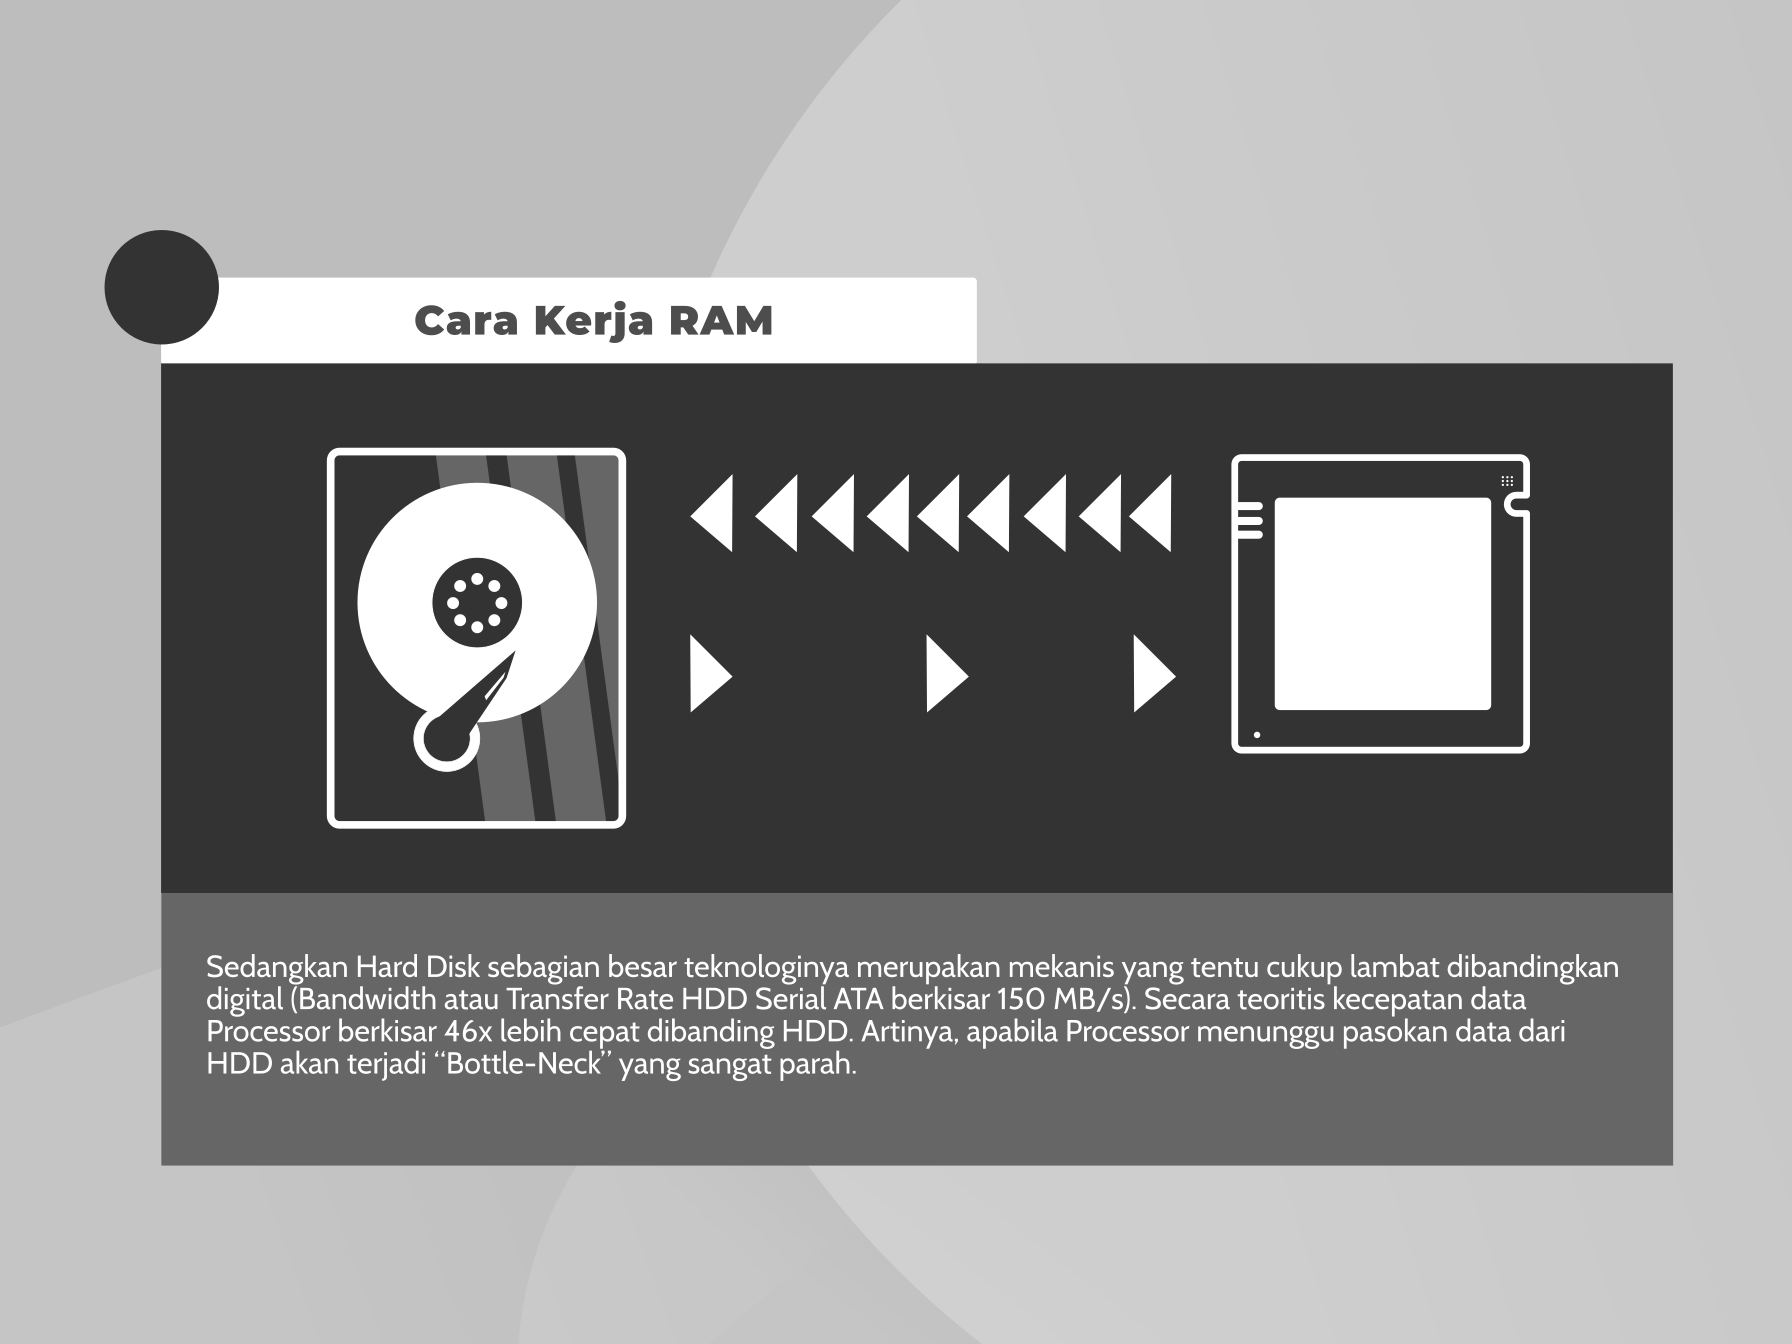 Cara Kerja RAM
Sedangkan Hard Disk sebagian besar teknologinya merupakan mekanis yang tentu cukup lambat dibandingkan
digital (Bandwidth atau Transfer Rate HDD Serial ATA berkisar 150 MB/s). Secara teoritis kecepatan data
Processor berkisar 46x lebih cepat dibanding HDD. Artinya, apabila Processor menunggu pasokan data dari
HDD akan terjadi “Bottle-Neck” yang sangat parah.